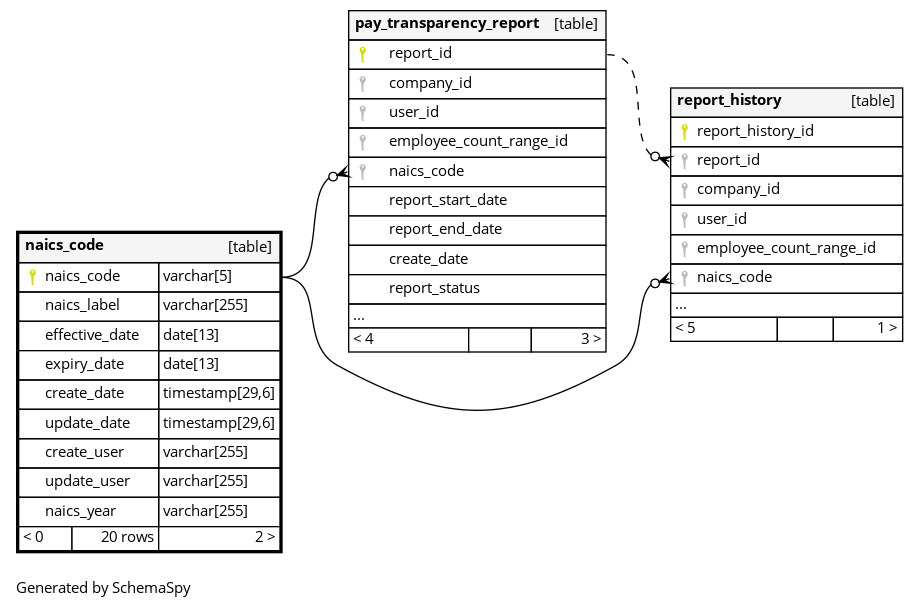 pay_transparency_report [table]
report_id
company_id
user_id
employee_count_range_id
naics_code
report_start_date
report_end_date
create_date
report_status
...
< 4 3 >
report_history [table]
report_history_id
report_id
company_id
user_id
employee_count_range_id
naics_code
...
< 5 1 >
naics_code [table]
naics_code varchar[5]
naics_label varchar[255]
effective_date date[13]
expiry_date date[13]
create_date timestamp[29,6]
update_date timestamp[29,6]
create_user varchar[255]
update_user varchar[255]
naics_year varchar[255]
< 0 20 rows 2 >
Generated by SchemaSpy